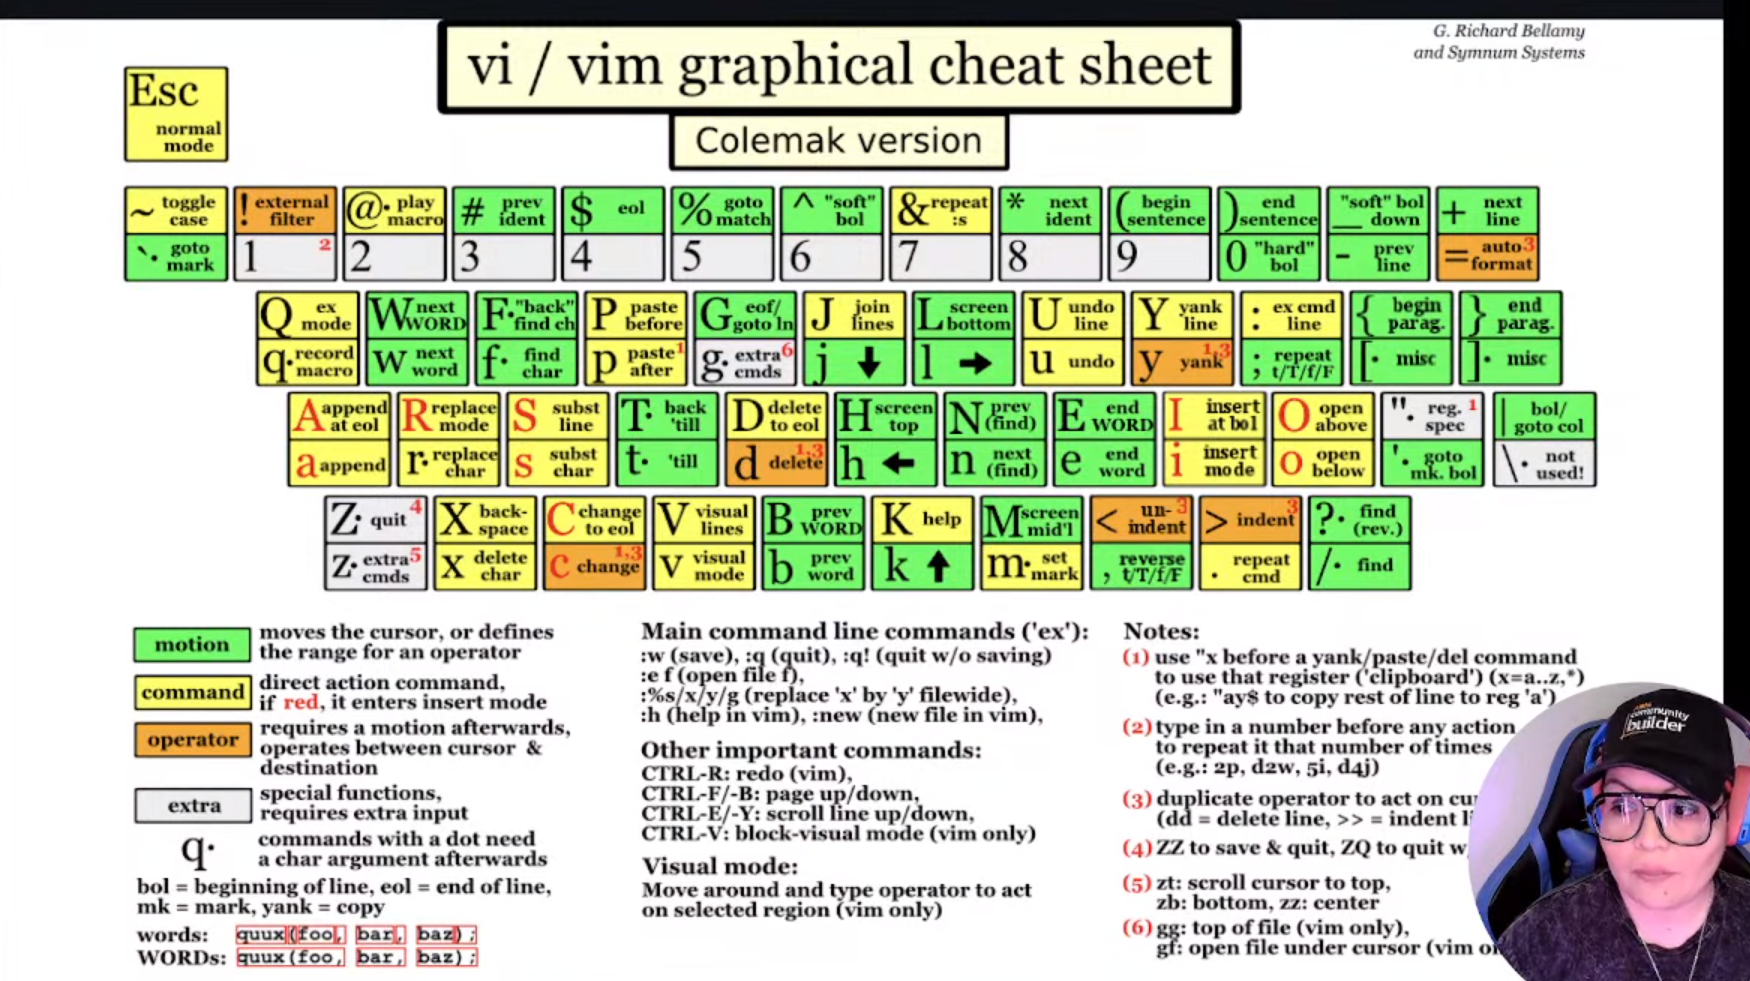 G. Richard Bellamy
and Symnum Systems
vi / vim graphical cheat sheet
Colemak version
Esc normal mode
~ toggle case
! external filter
@· play macro
# prev ident
$ eol
% goto match
^ "soft" bol
& repeat :s
* next ident
( begin sentence
) end sentence
_ "soft" bol down
+ next line
`· goto mark
1 2
2
3
4
5
6
7
8
9
0 "hard" bol
- prev line
= auto format 3
Q ex mode
W next WORD
F· "back" find ch
P paste before
G eof/ goto ln
J join lines
L screen bottom
U undo line
Y yank line
: ex cmd line
{ begin parag.
} end parag.
q· record macro
w next word
f· find char
p paste after 1
g· extra cmds 6
j ↓
l →
u undo
y yank 1,3
; repeat t/T/f/F
[· misc
]· misc
A append at eol
R replace mode
S subst line
T· back 'till
D delete to eol
H screen top
N prev (find)
E end WORD
I insert at bol
O open above
"· reg. spec 1
| bol/ goto col
a append
r· replace char
s subst char
t· 'till
d delete 1,3
h ←
n next (find)
e end word
i insert mode
o open below
'· goto mk. bol
\· not used!
Z· quit 4
X back-space
C change to eol
V visual lines
B prev WORD
K help
M screen mid'l
< un-indent 3
> indent 3
?· find (rev.)
z· extra cmds 5
x delete char
c change 1,3
v visual mode
b prev word
k ↑
m· set mark
, reverse t/T/f/F
. repeat cmd
/· find
motion moves the cursor, or defines
the range for an operator
command direct action command,
if red, it enters insert mode
operator requires a motion afterwards,
operates between cursor &
destination
extra special functions,
requires extra input
q· commands with a dot need
a char argument afterwards
bol = beginning of line, eol = end of line,
mk = mark, yank = copy
words: quux(foo, bar, baz);
WORDs: quux(foo, bar, baz);
Main command line commands ('ex'):
:w (save), :q (quit), :q! (quit w/o saving)
:e f (open file f),
:%s/x/y/g (replace 'x' by 'y' filewide),
:h (help in vim), :new (new file in vim),
Other important commands:
CTRL-R: redo (vim),
CTRL-F/-B: page up/down,
CTRL-E/-Y: scroll line up/down,
CTRL-V: block-visual mode (vim only)
Visual mode:
Move around and type operator to act
on selected region (vim only)
Notes:
(1) use "x before a yank/paste/del command
to use that register ('clipboard') (x=a..z,*)
(e.g.: "ay$ to copy rest of line to reg 'a')
(2) type in a number before any action
to repeat it that number of times
(e.g.: 2p, d2w, 5i, d4j)
(3) duplicate operator to act on
(dd = delete line, >> = indent
(4) ZZ to save & quit, ZQ to quit
(5) zt: scroll cursor to top,
zb: bottom, zz: center
(6) gg: top of file (vim only),
gf: open file under cursor (vim
community
builder